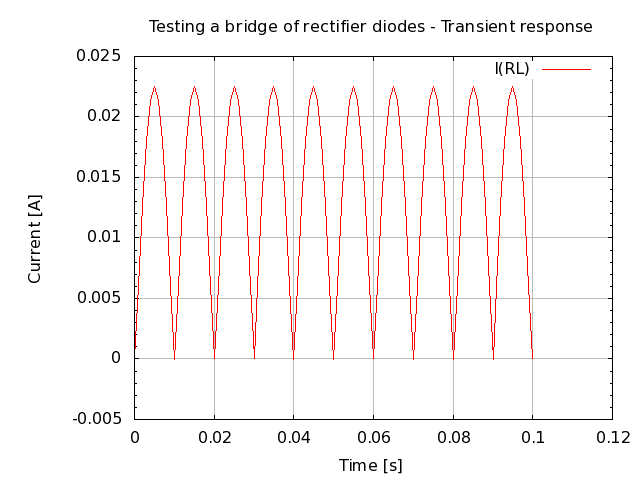 Testing a bridge of rectifier diodes - Transient response
I(RL)
Current [A]
0.025
0.02
0.015
0.01
0.005
0
-0.005
0 0.02 0.04 0.06 0.08 0.1 0.12
Time [s]